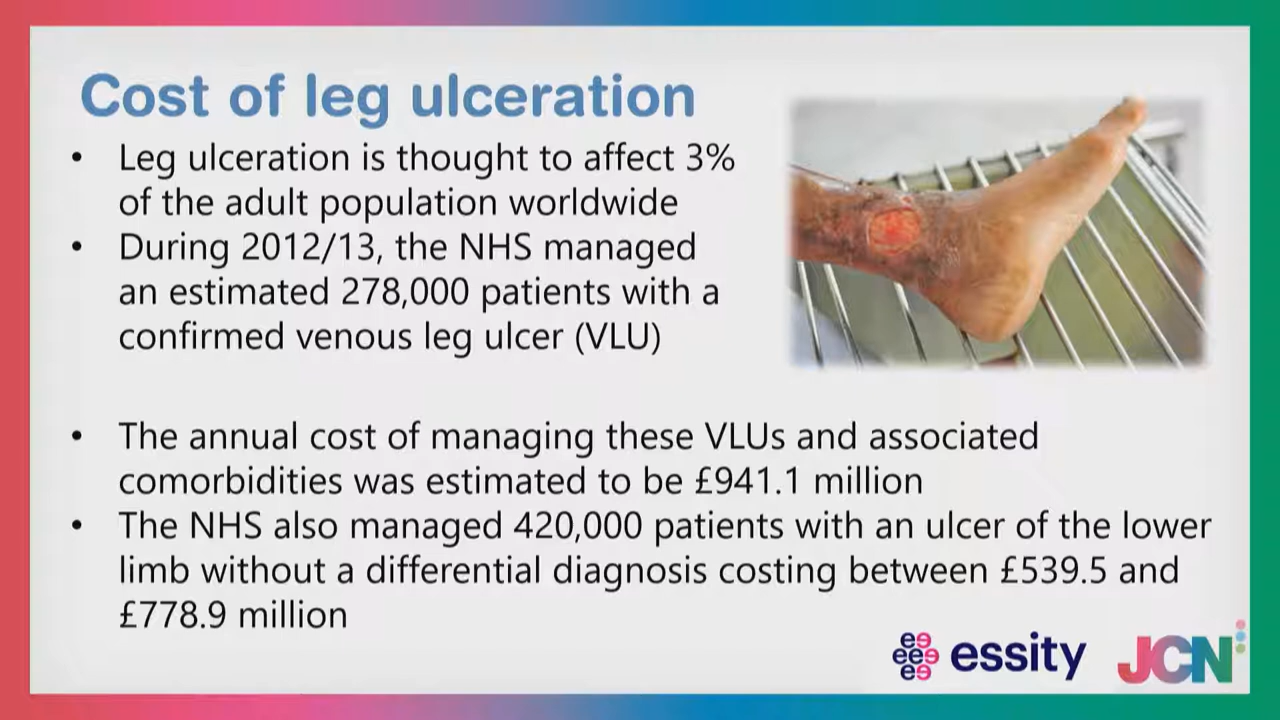 Cost of leg ulceration
• Leg ulceration is thought to affect 3%
of the adult population worldwide
• During 2012/13, the NHS managed
an estimated 278,000 patients with a
confirmed venous leg ulcer (VLU)
• The annual cost of managing these VLUs and associated
comorbidities was estimated to be £941.1 million
• The NHS also managed 420,000 patients with an ulcer of the lower
limb without a differential diagnosis costing between £539.5 and
£778.9 million
essity JCN